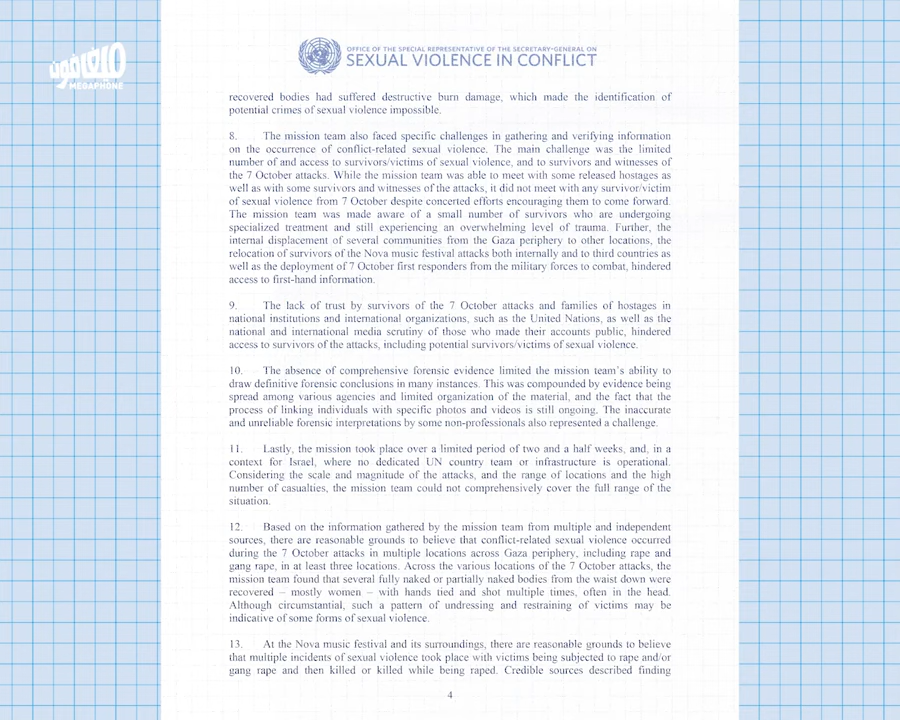 ميغافون
MEGAPHONE
OFFICE OF THE SPECIAL REPRESENTATIVE OF THE SECRETARY-GENERAL ON
SEXUAL VIOLENCE IN CONFLICT
recovered bodies had suffered destructive burn damage, which made the identification of
potential crimes of sexual violence impossible.
8. The mission team also faced specific challenges in gathering and verifying information
on the occurrence of conflict-related sexual violence. The main challenge was the limited
number of and access to survivors/victims of sexual violence, and to survivors and witnesses of
the 7 October attacks. While the mission team was able to meet with some released hostages as
well as with some survivors and witnesses of the attacks, it did not meet with any survivor/victim
of sexual violence from 7 October despite concerted efforts encouraging them to come forward.
The mission team was made aware of a small number of survivors who are undergoing
specialized treatment and still experiencing an overwhelming level of trauma. Further, the
internal displacement of several communities from the Gaza periphery to other locations, the
relocation of survivors of the Nova music festival attacks both internally and to third countries as
well as the deployment of 7 October first responders from the military forces to combat, hindered
access to first-hand information.
9. The lack of trust by survivors of the 7 October attacks and families of hostages in
national institutions and international organizations, such as the United Nations, as well as the
national and international media scrutiny of those who made their accounts public, hindered
access to survivors of the attacks, including potential survivors/victims of sexual violence.
10. The absence of comprehensive forensic evidence limited the mission team's ability to
draw definitive forensic conclusions in many instances. This was compounded by evidence being
spread among various agencies and limited organization of the material, and the fact that the
process of linking individuals with specific photos and videos is still ongoing. The inaccurate
and unreliable forensic interpretations by some non-professionals also represented a challenge.
11. Lastly, the mission took place over a limited period of two and a half weeks, and, in a
context for Israel, where no dedicated UN country team or infrastructure is operational.
Considering the scale and magnitude of the attacks, and the range of locations and the high
number of casualties, the mission team could not comprehensively cover the full range of the
situation.
12. Based on the information gathered by the mission team from multiple and independent
sources, there are reasonable grounds to believe that conflict-related sexual violence occurred
during the 7 October attacks in multiple locations across Gaza periphery, including rape and
gang rape, in at least three locations. Across the various locations of the 7 October attacks, the
mission team found that several fully naked or partially naked bodies from the waist down were
recovered – mostly women – with hands tied and shot multiple times, often in the head.
Although circumstantial, such a pattern of undressing and restraining of victims may be
indicative of some forms of sexual violence.
13. At the Nova music festival and its surroundings, there are reasonable grounds to believe
that multiple incidents of sexual violence took place with victims being subjected to rape and/or
gang rape and then killed or killed while being raped. Credible sources described finding
4